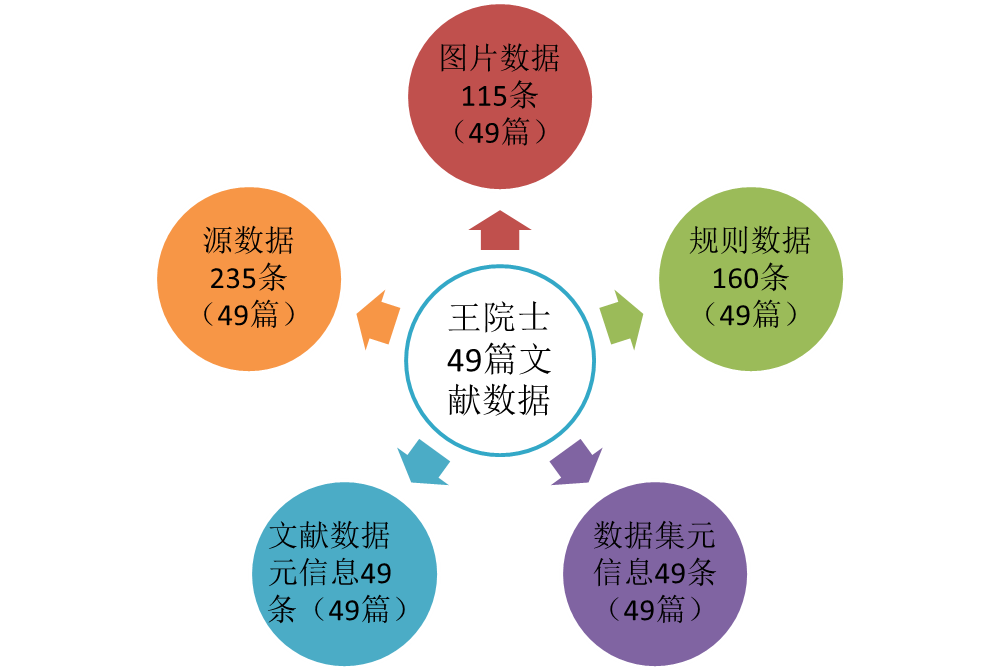 图片数据
115条
（49篇）
源数据
235条
（49篇）
规则数据
160条
（49篇）
王院士
49篇文
献数据
文献数据
元信息49
条（49篇）
数据集元
信息49条
（49篇）